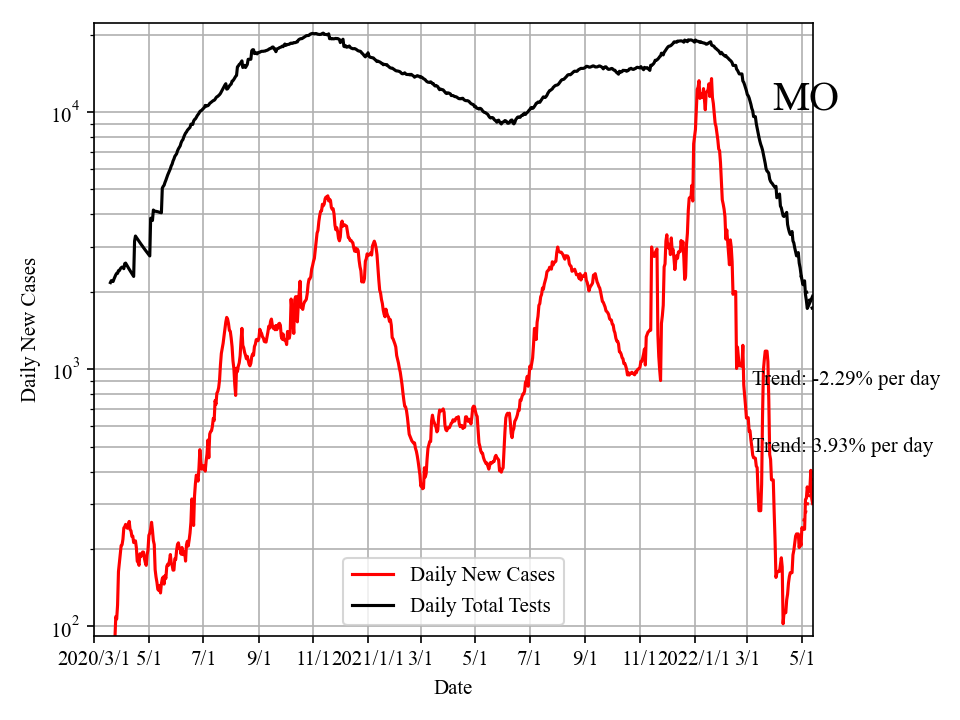 MO
10^4
10^3
10^2
Daily New Cases
Trend: -2.29% per day
Trend: 3.93% per day
Daily New Cases
Daily Total Tests
2020/3/1 5/1 7/1 9/1 11/1 2021/1/1 3/1 5/1 7/1 9/1 11/1 2022/1/1 3/1 5/1
Date